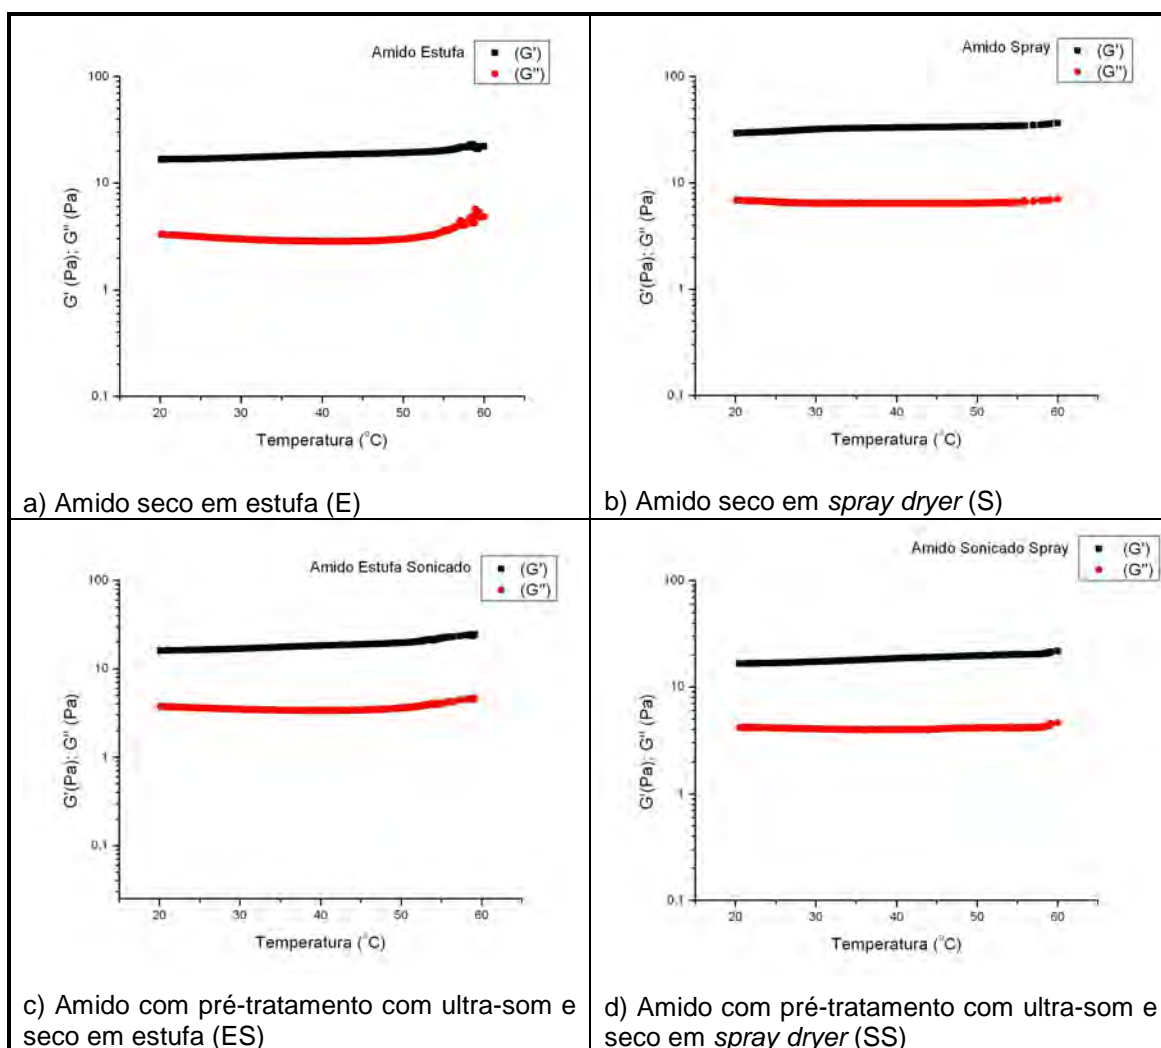 Amido Estufa
(G')
(G'')
100
10
1
0.1
G' (Pa); G'' (Pa)
20 30 40 50 60
Temperatura (°C)
a) Amido seco em estufa (E)
Amido Spray
(G')
(G'')
100
10
1
0.1
G'(Pa); G'' (Pa)
20 30 40 50 60
Temperatura (°C)
b) Amido seco em spray dryer (S)
Amido Estufa Sonicado
(G')
(G'')
100
10
1
0,1
G'(Pa); G'' (Pa)
20 30 40 50 60
Temperatura (°C)
c) Amido com pré-tratamento com ultra-som e
seco em estufa (ES)
Amido Sonicado Spray
(G')
(G'')
100
10
1
0.1
G'(Pa); G'' (Pa)
20 30 40 50 60
Temperatura (°C)
d) Amido com pré-tratamento com ultra-som e
seco em spray dryer (SS)